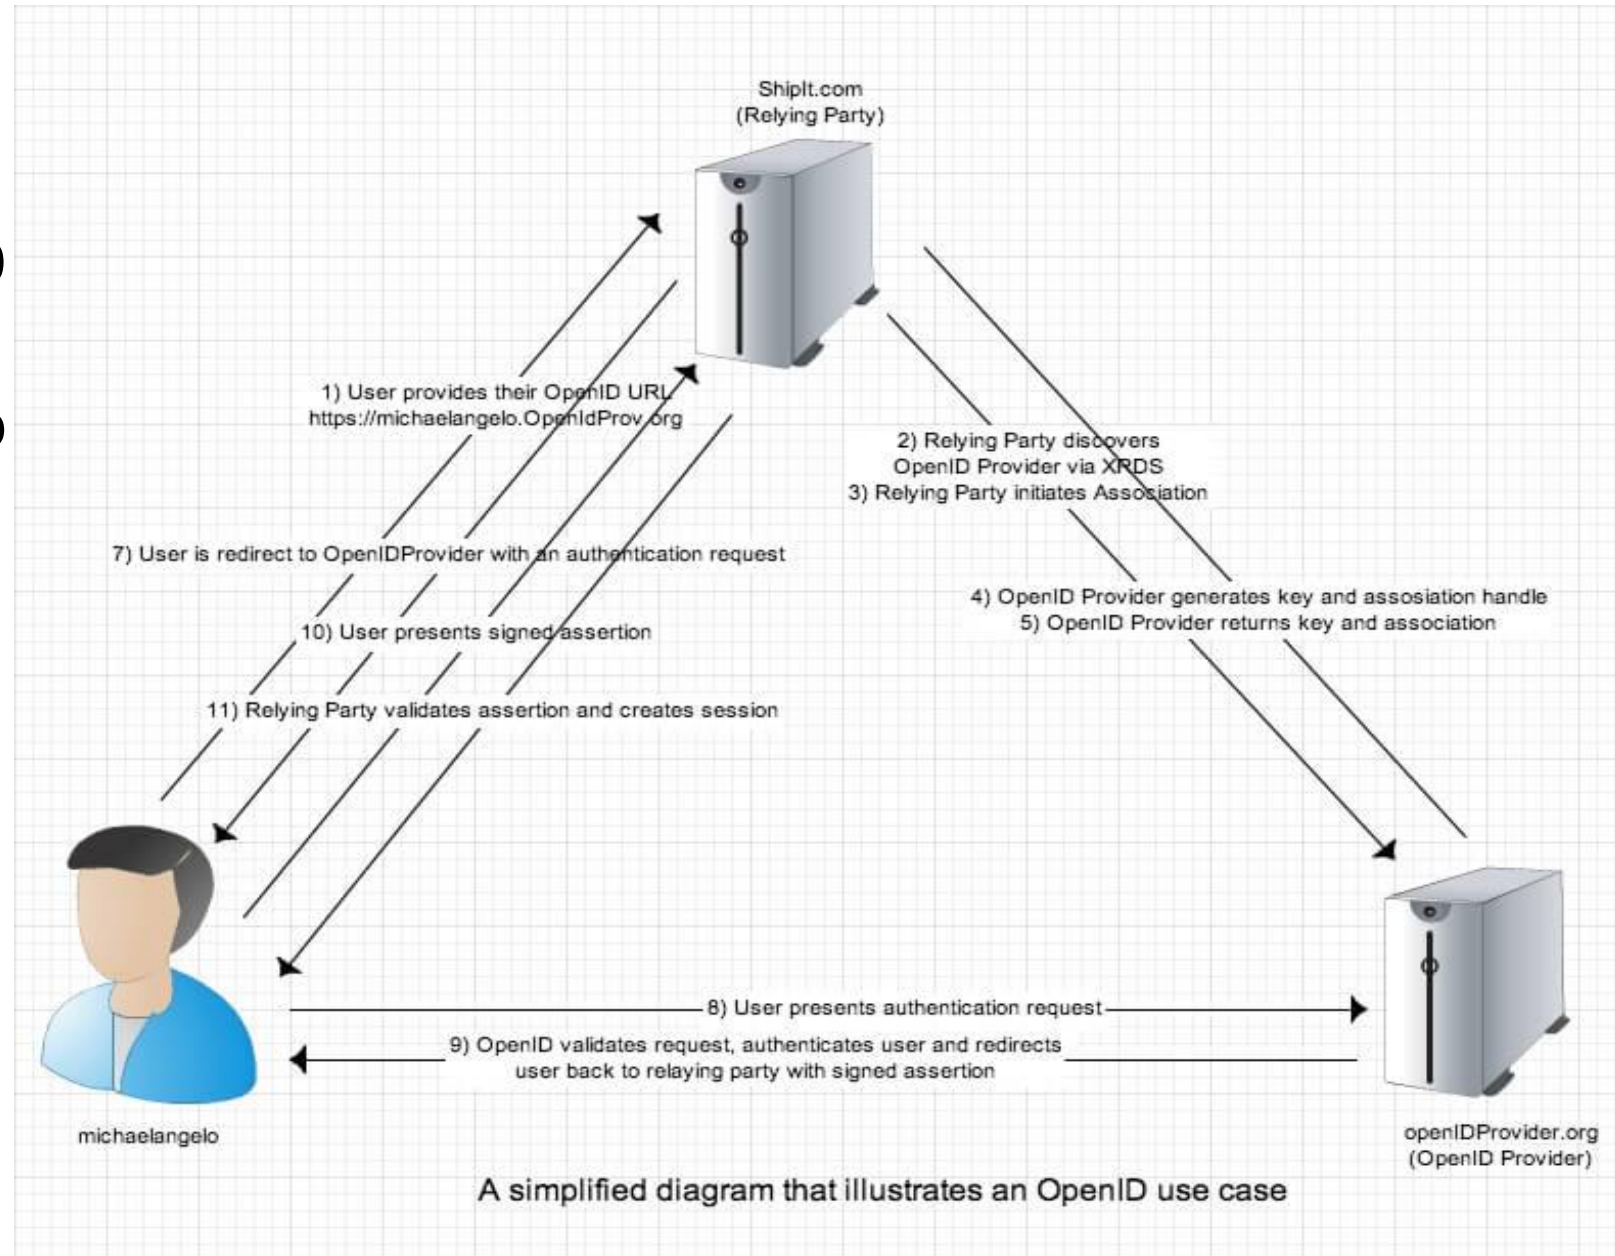 ShipIt.com
(Relying Party)
1) User provides their OpenID URL
https://michaelangelo.OpenIdProv.org
2) Relying Party discovers
OpenID Provider via XRDS
3) Relying Party initiates Association
7) User is redirect to OpenIDProvider with an authentication request
4) OpenID Provider generates key and assosiation handle
5) OpenID Provider returns key and association
10) User presents signed assertion
11) Relying Party validates assertion and creates session
8) User presents authentication request
9) OpenID validates request, authenticates user and redirects
user back to relaying party with signed assertion
michaelangelo
openIDProvider.org
(OpenID Provider)
A simplified diagram that illustrates an OpenID use case